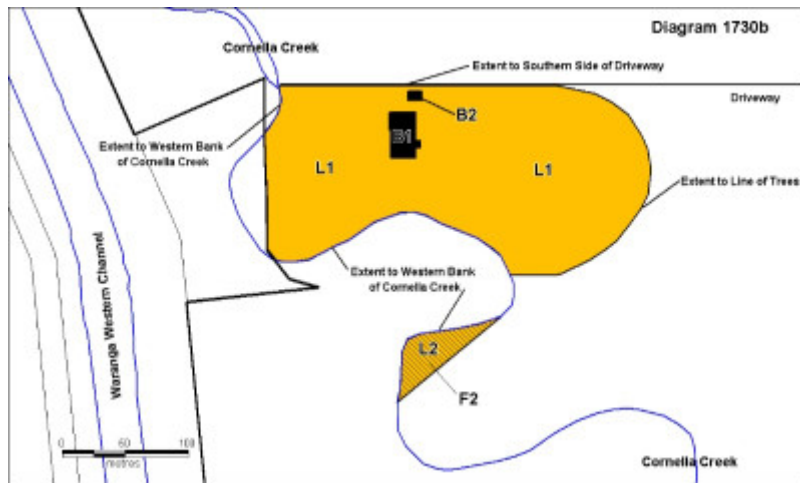 Diagram 1730b
Cornella Creek
Extent to Southern Side of Driveway
Driveway
B2
B1
Extent to Western Bank
of Cornella Creek
L1
L1
Extent to Line of Trees
Extent to Western Bank
of Cornella Creek
Waranga Western Channel
L2
F2
0 60 100
metres
Cornella Creek